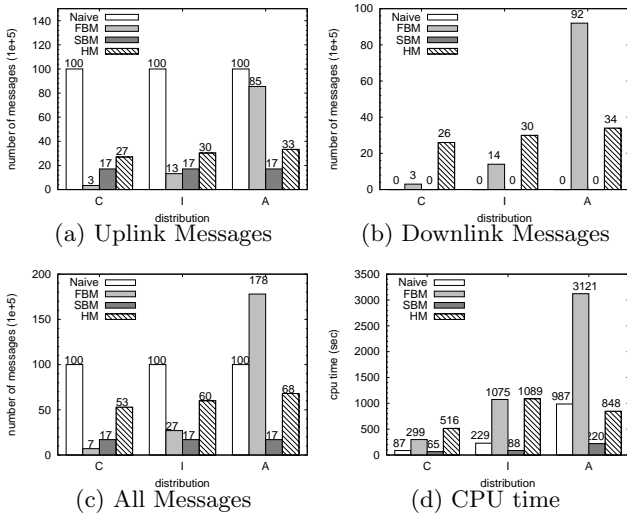 Naive
FBM
SBM
HM
number of messages (1e+5)
140
120
100
80
60
40
20
0
100 3 17 27
100 13 17 30
100 85 17 33
C I A
distribution
(a) Uplink Messages
Naive
FBM
SBM
HM
number of messages (1e+5)
100
80
60
40
20
0
0 3 0 26
0 14 0 30
0 92 0 34
C I A
distribution
(b) Downlink Messages
Naive
FBM
SBM
HM
number of messages (1e+5)
200
150
100
50
0
100 7 17 53
100 27 17 60
100 178 17 68
C I A
distribution
(c) All Messages
Naive
FBM
SBM
HM
cpu time (sec)
3500
3000
2500
2000
1500
1000
500
0
87 299 65 516
229 1075 88 1089
987 3121 220 848
C I A
distribution
(d) CPU time